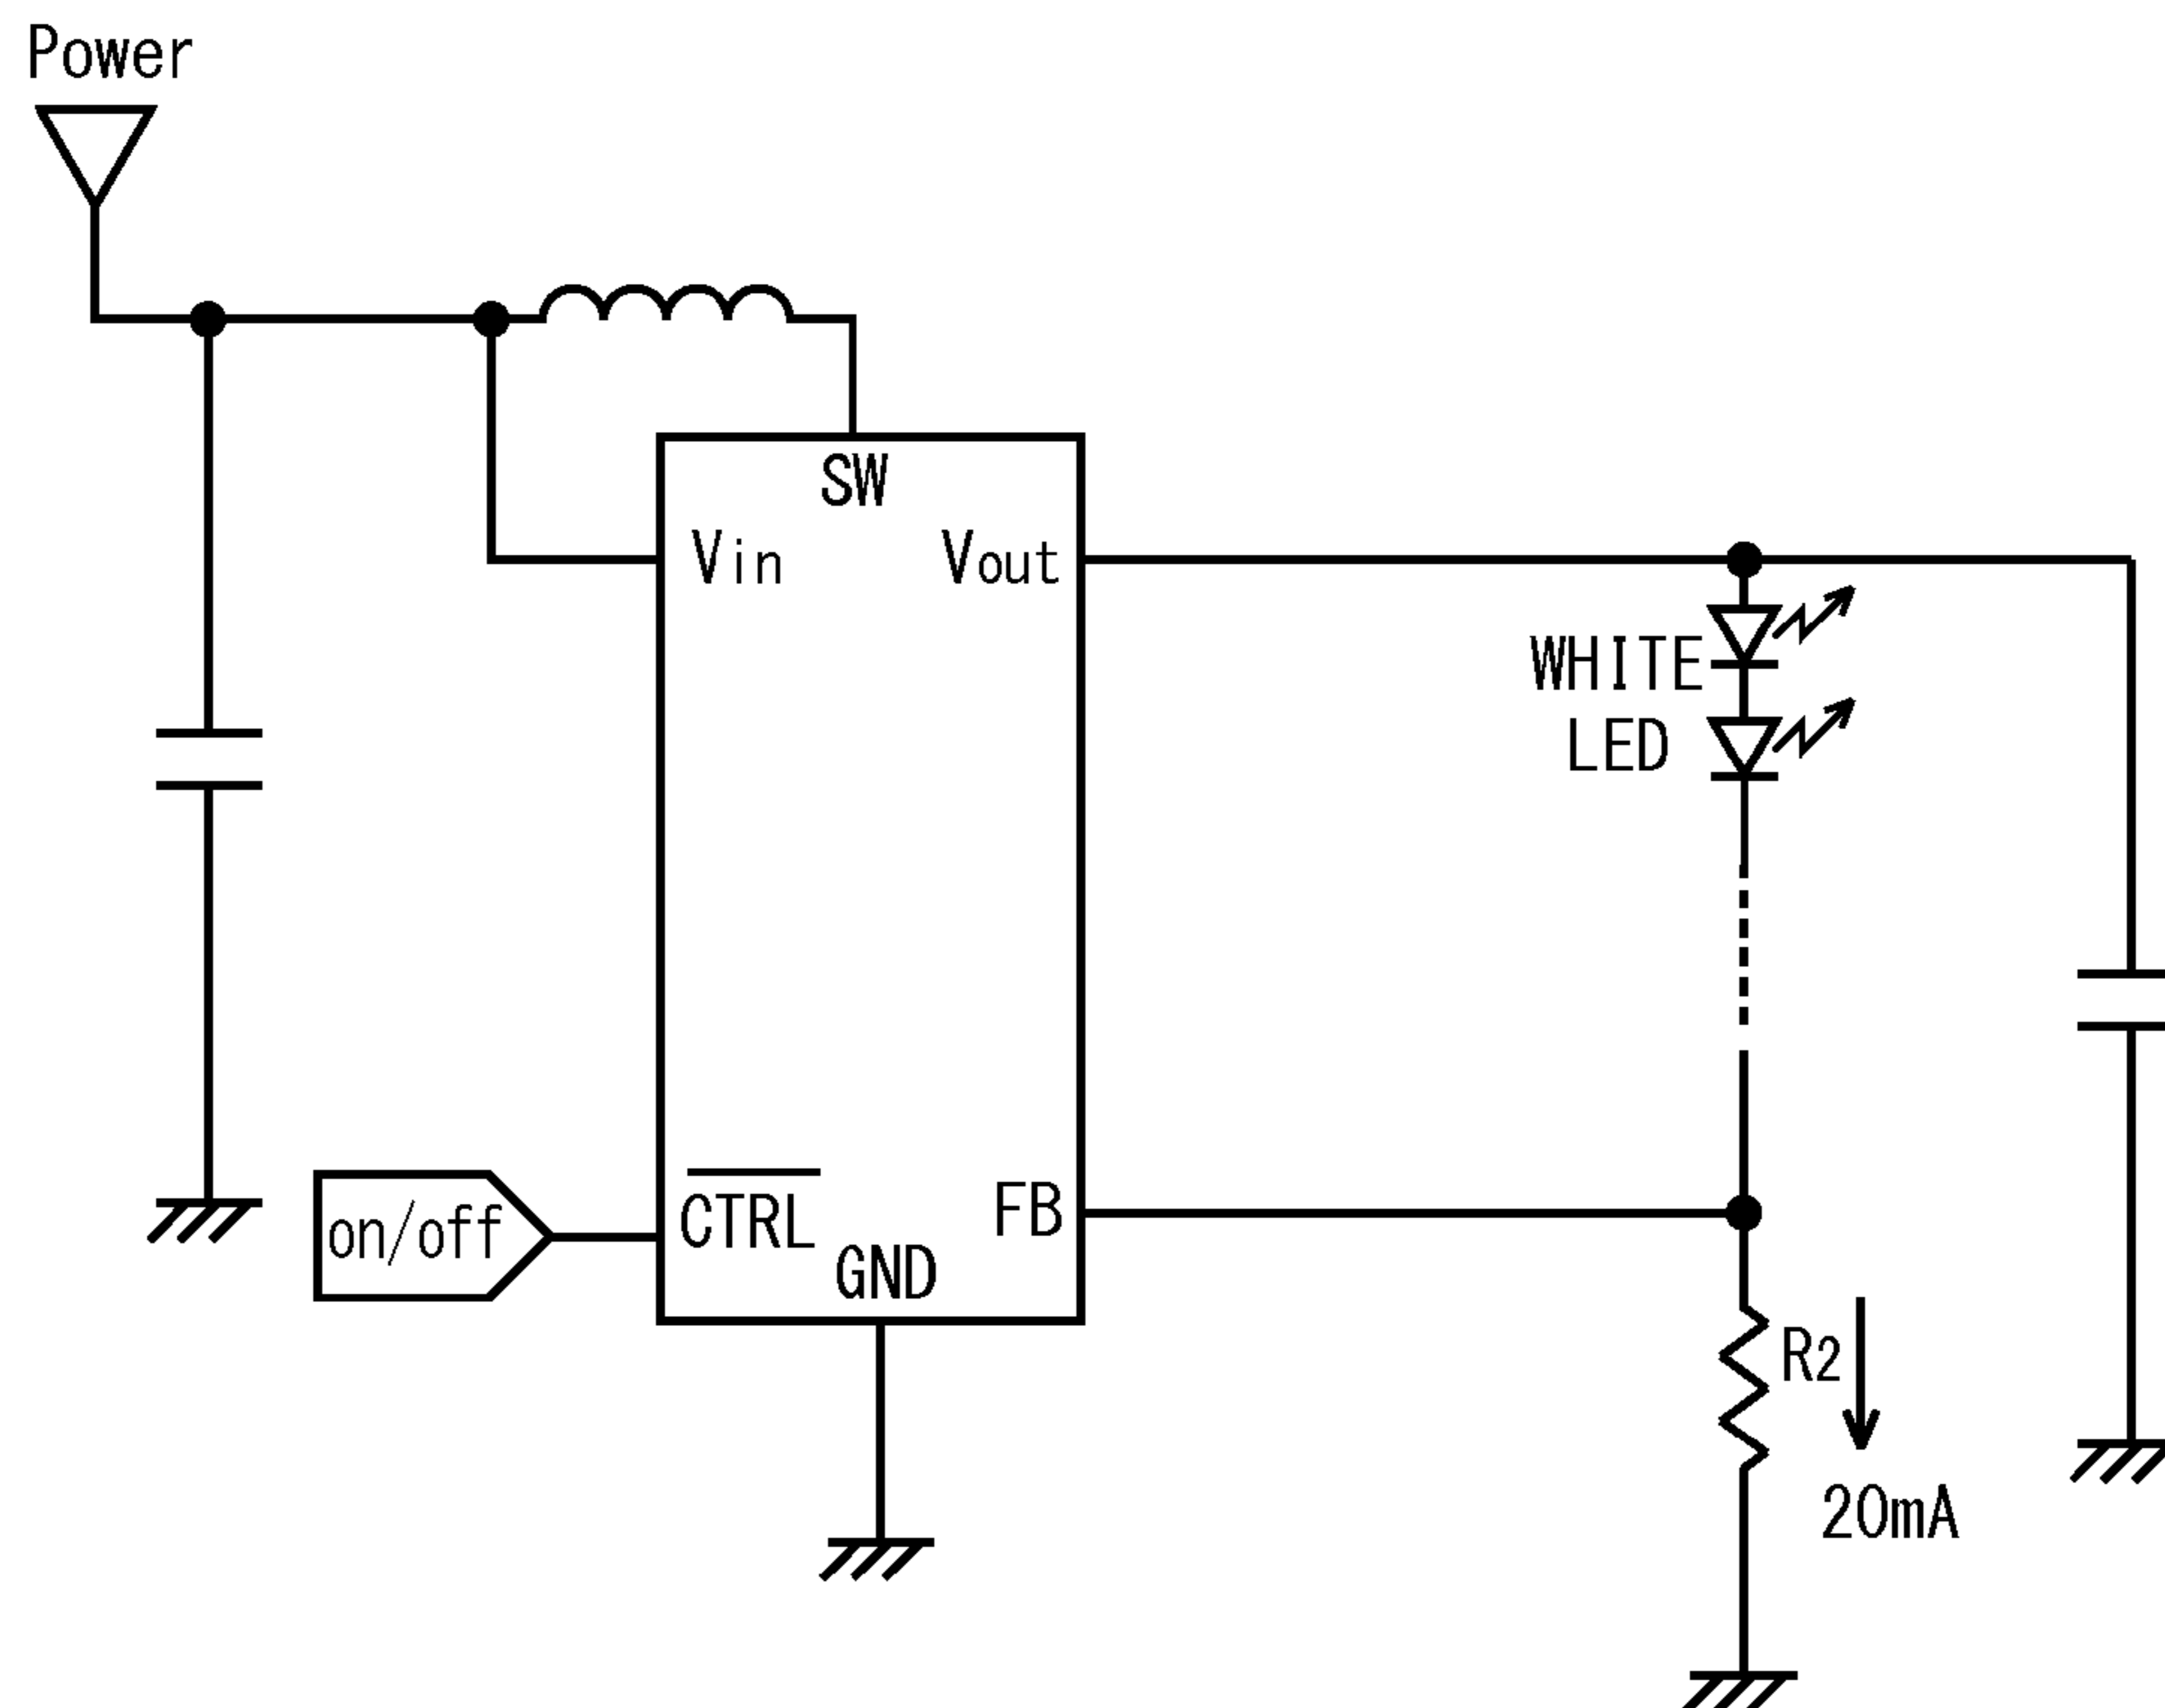 Power
SW
Vin
Vout
WHITE
LED
on/off
CTRL
FB
GND
R2
20mA